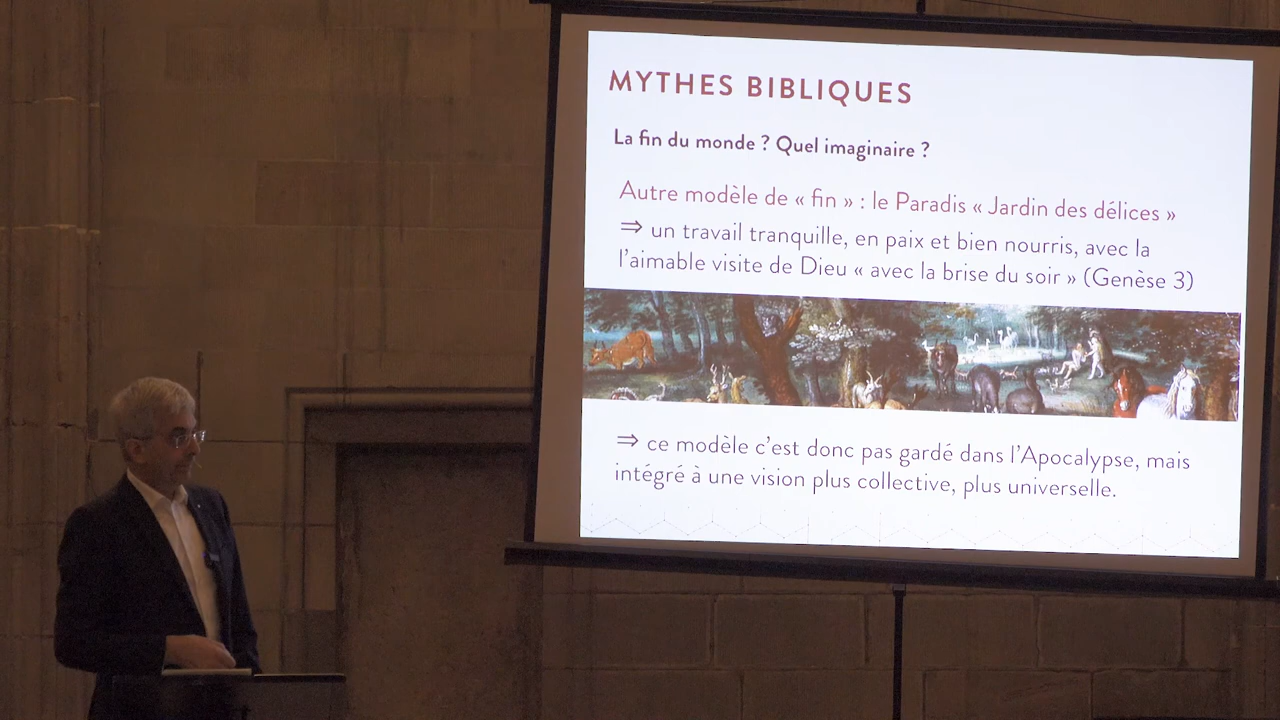 MYTHES BIBLIQUES
La fin du monde ? Quel imaginaire ?
Autre modèle de « fin » : le Paradis « Jardin des délices »
⇒ un travail tranquille, en paix et bien nourris, avec la
l'aimable visite de Dieu « avec la brise du soir » (Genèse 3)
⇒ ce modèle c'est donc pas gardé dans l'Apocalypse, mais
intégré à une vision plus collective, plus universelle.